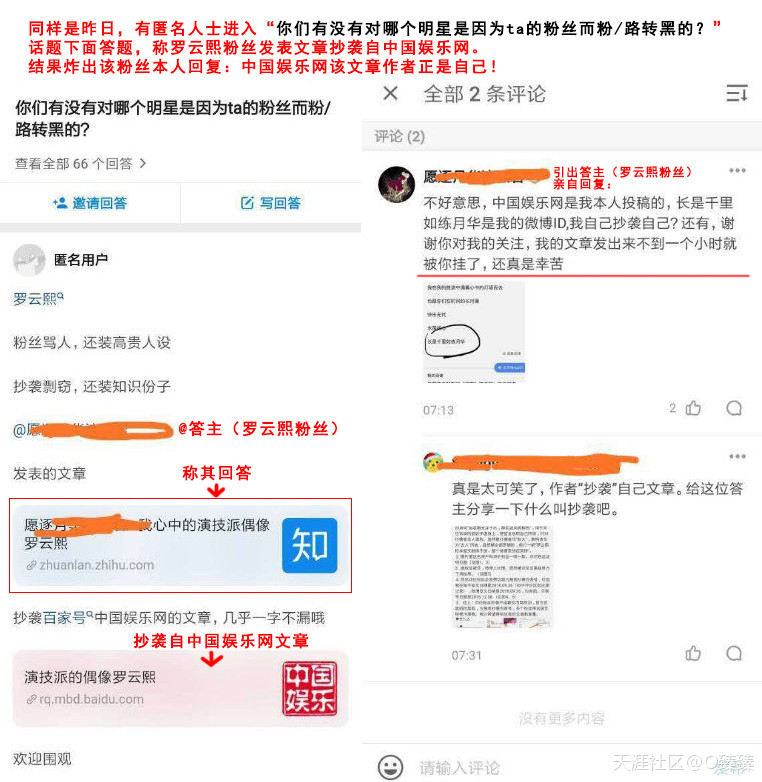 同样是昨日，有匿名人士进入“你们有没有对哪个明星是因为ta的粉丝而粉/路转黑的？”
话题下面答题，称罗云熙粉丝发表文章抄袭自中国娱乐网。
结果炸出该粉丝本人回复：中国娱乐网该文章作者正是自己！
你们有没有对哪个明星是因为ta的粉丝而粉/
路转黑的？
查看全部 66 个回答
邀请回答
写回答
匿名用户
罗云熙
粉丝骂人，还装高贵人设
抄袭剽窃，还装知识份子
@愿
@答主（罗云熙粉丝）
发表的文章
称其回答
愿逐月
我心中的演技派偶像
罗云熙
zhuanlan.zhihu.com
知
抄袭百家号中国娱乐网的文章，几乎一字不漏哦
抄袭自中国娱乐网文章
演技派的偶像罗云熙
rq.mbd.baidu.com
中国
娱乐
欢迎围观
全部 2 条评论
评论 (2)
愿逐月
引出答主（罗云熙粉丝）
亲自回复：
不好意思，中国娱乐网是我本人投稿的，长是千里
如练月华是我的微博ID,我自己抄袭自己？还有，谢
谢你对我的关注，我的文章发出来不到一个小时就
被你挂了，还真是辛苦
07:13
2
真是太可笑了，作者“抄袭”自己文章。给这位答
主分享一下什么叫抄袭吧。
07:31
没有更多内容
请输入评论
发布
天涯社区@O臻臻